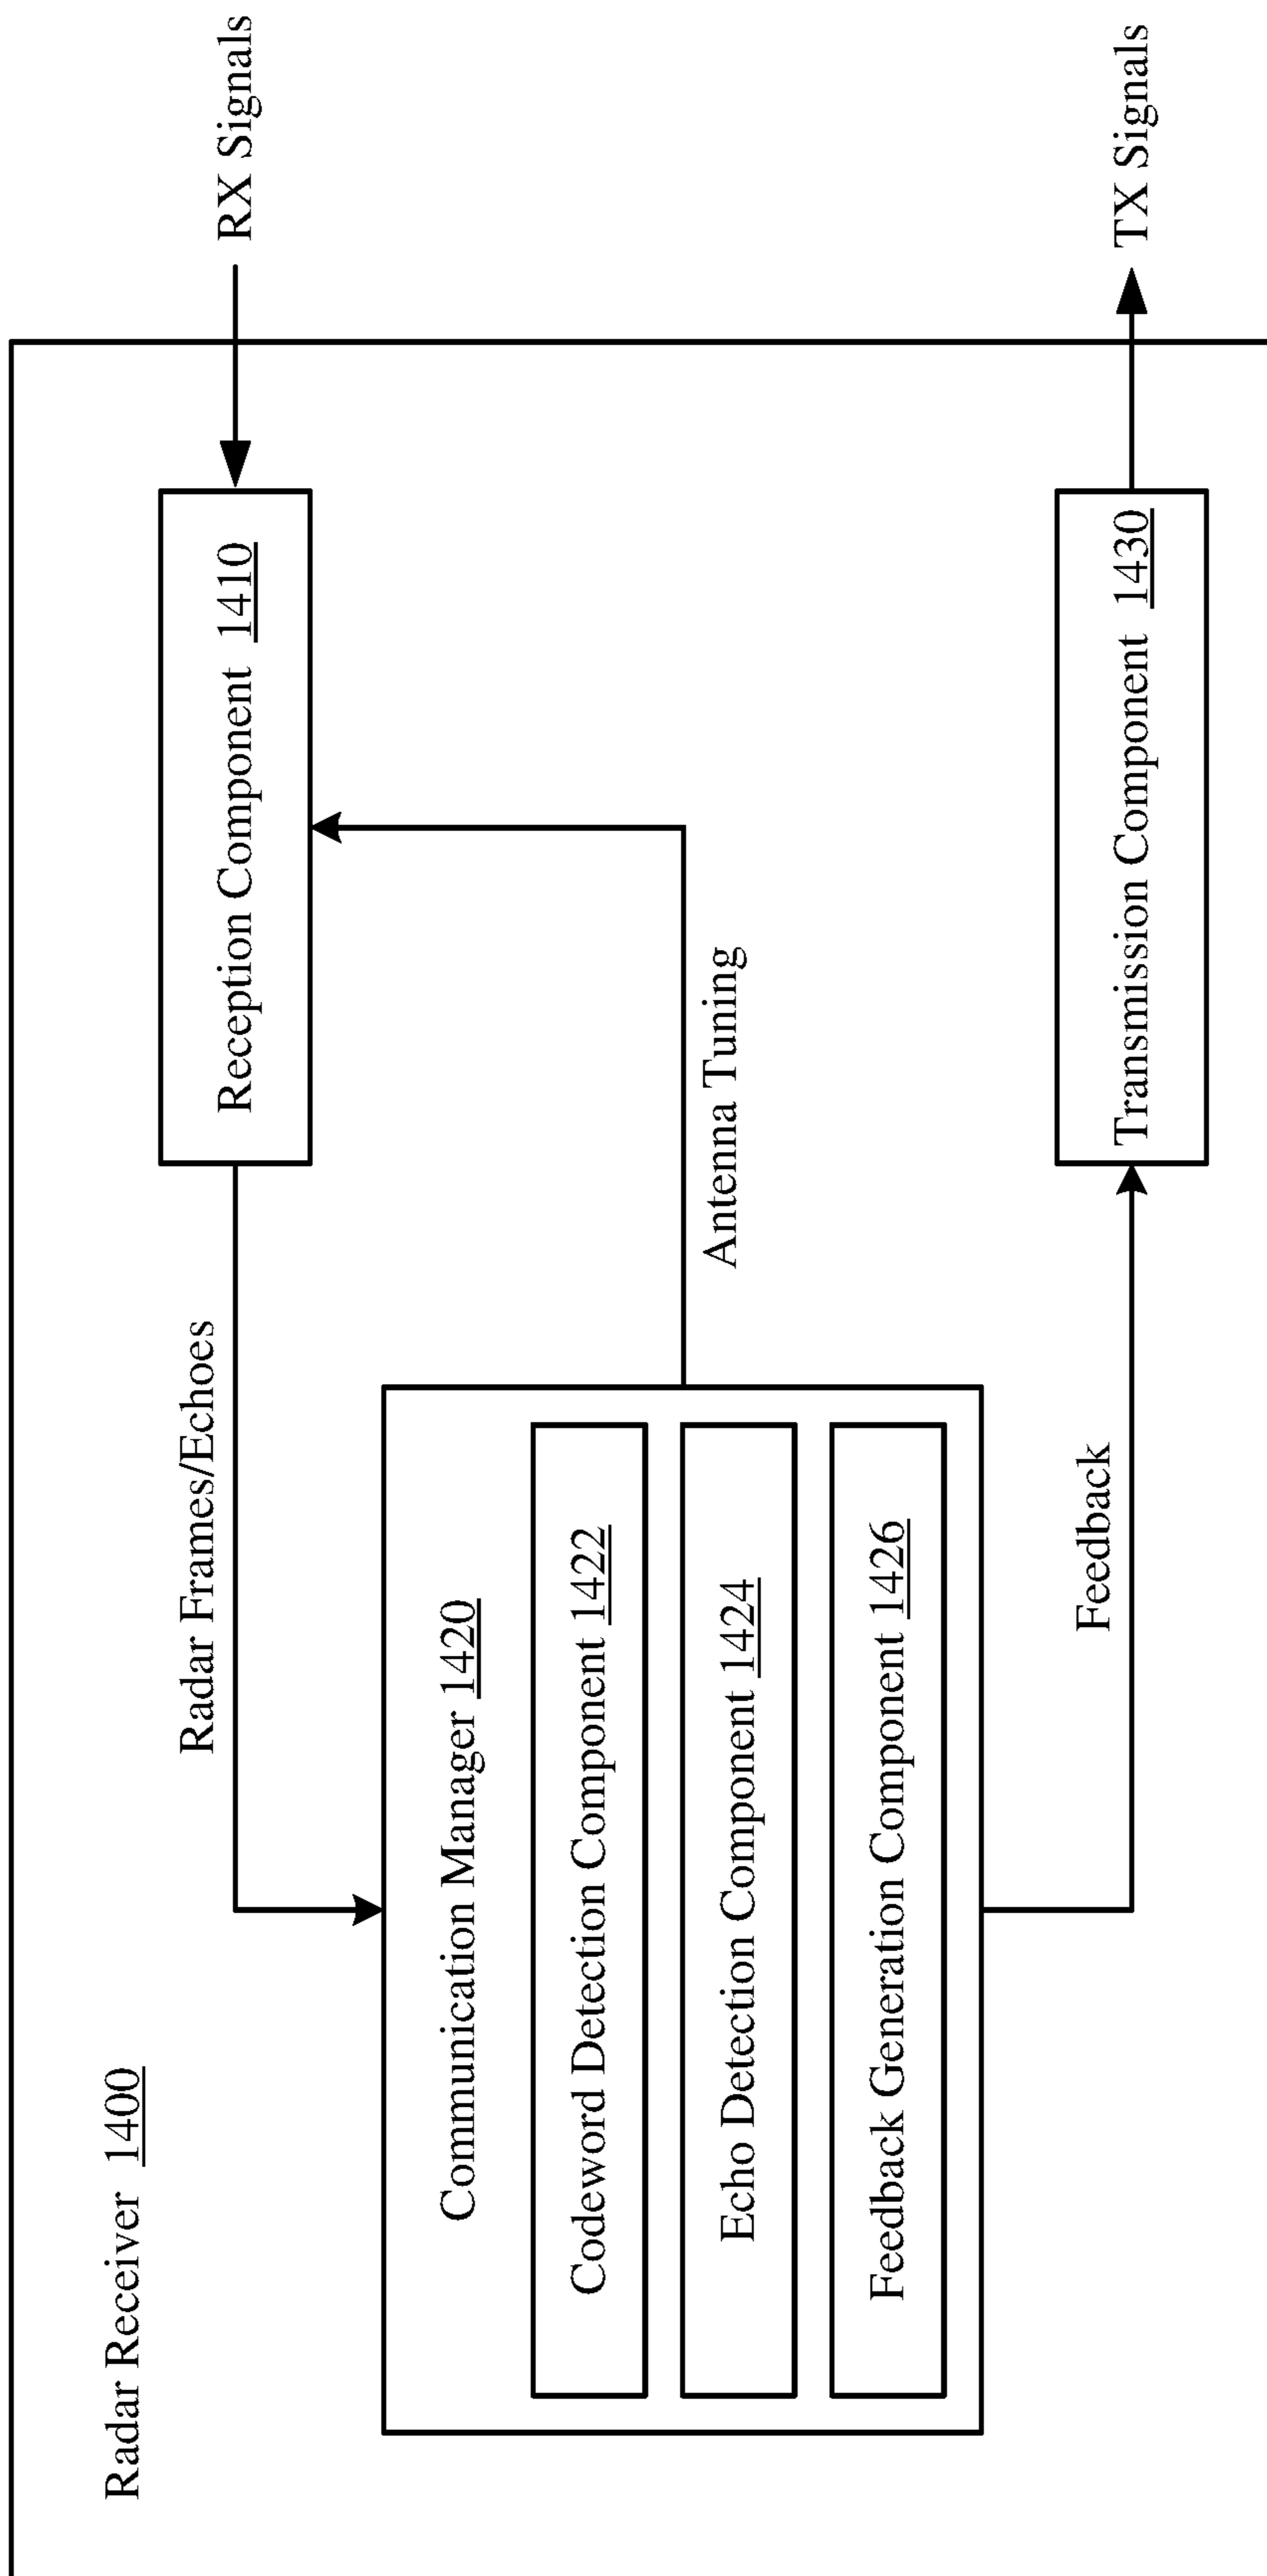 Radar Receiver 1400
Radar Frames/Echoes
Reception Component 1410
RX Signals
Communication Manager 1420
Codeword Detection Component 1422
Echo Detection Component 1424
Feedback Generation Component 1426
Antenna Tuning
Feedback
Transmission Component 1430
TX Signals